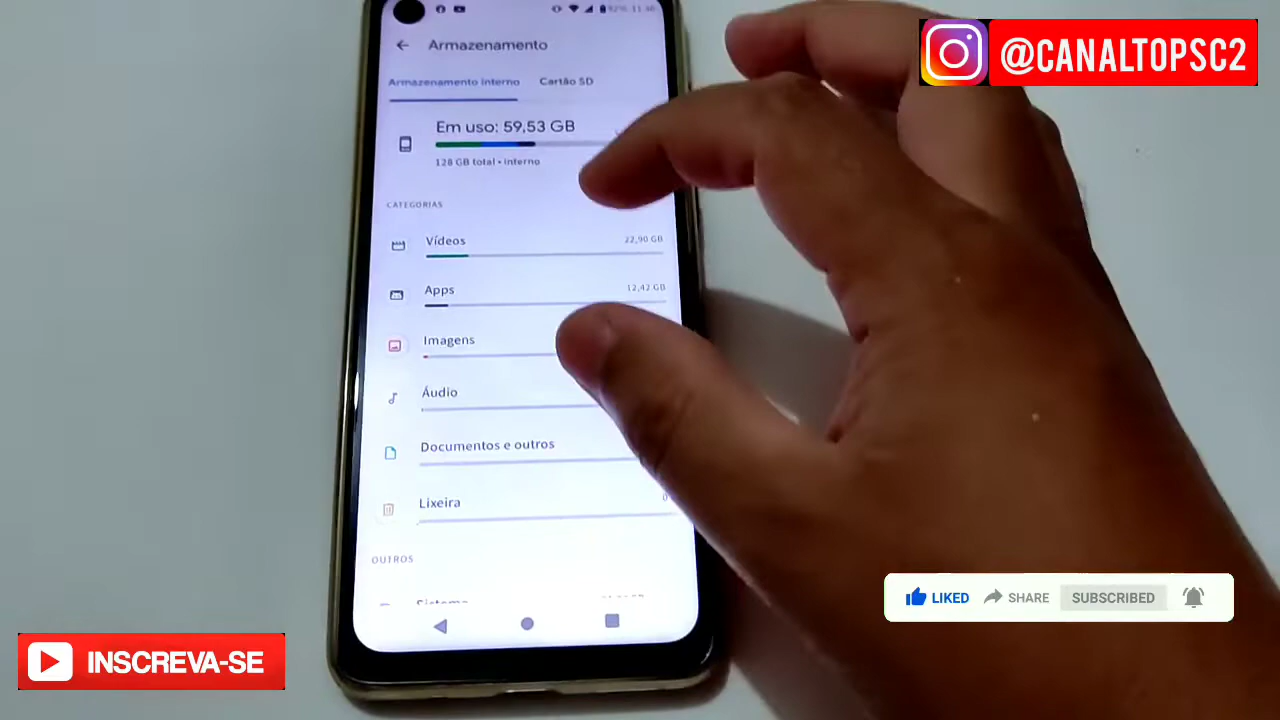 Armazenamento
Armazenamento interno Cartão SD
Em uso: 59,53 GB
128 GB total • interno
CATEGORIAS
Vídeos 22,90 GB
Apps 12,42 GB
Imagens
Áudio
Documentos e outros
Lixeira 0
OUTROS
@CANALTOPSC2
LIKED SHARE SUBSCRIBED
INSCREVA-SE